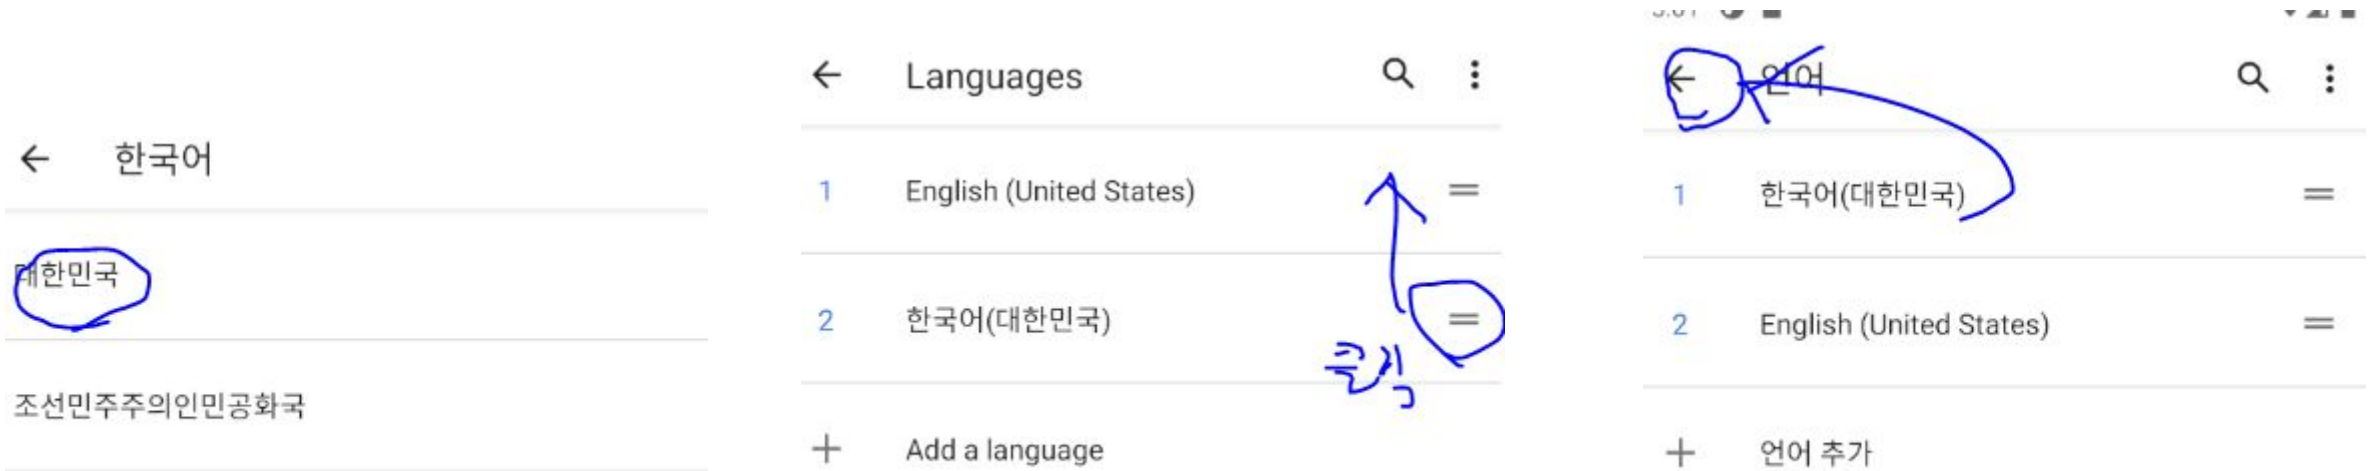 한국어
대한민국
조선민주주의인민공화국
Languages
1 English (United States)
2 한국어(대한민국)
클릭
+ Add a language
언어
1 한국어(대한민국)
2 English (United States)
+ 언어 추가